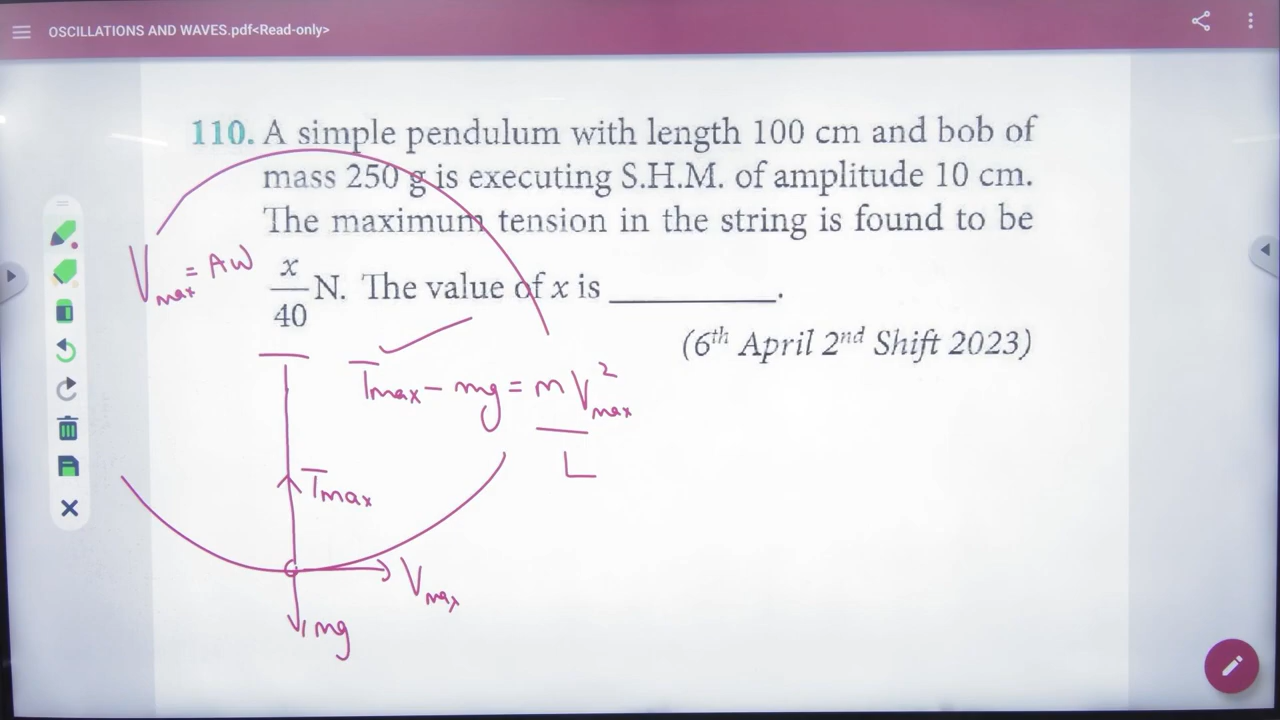 OSCILLATIONS AND WAVES.pdf<Read-only>
110. A simple pendulum with length 100 cm and bob of
mass 250 g is executing S.H.M. of amplitude 10 cm.
The maximum tension in the string is found to be
x/40 N. The value of x is __________.
(6th April 2nd Shift 2023)
Vmax = Aω
Tmax - mg = mV²max / L
Tmax
Vmax
mg